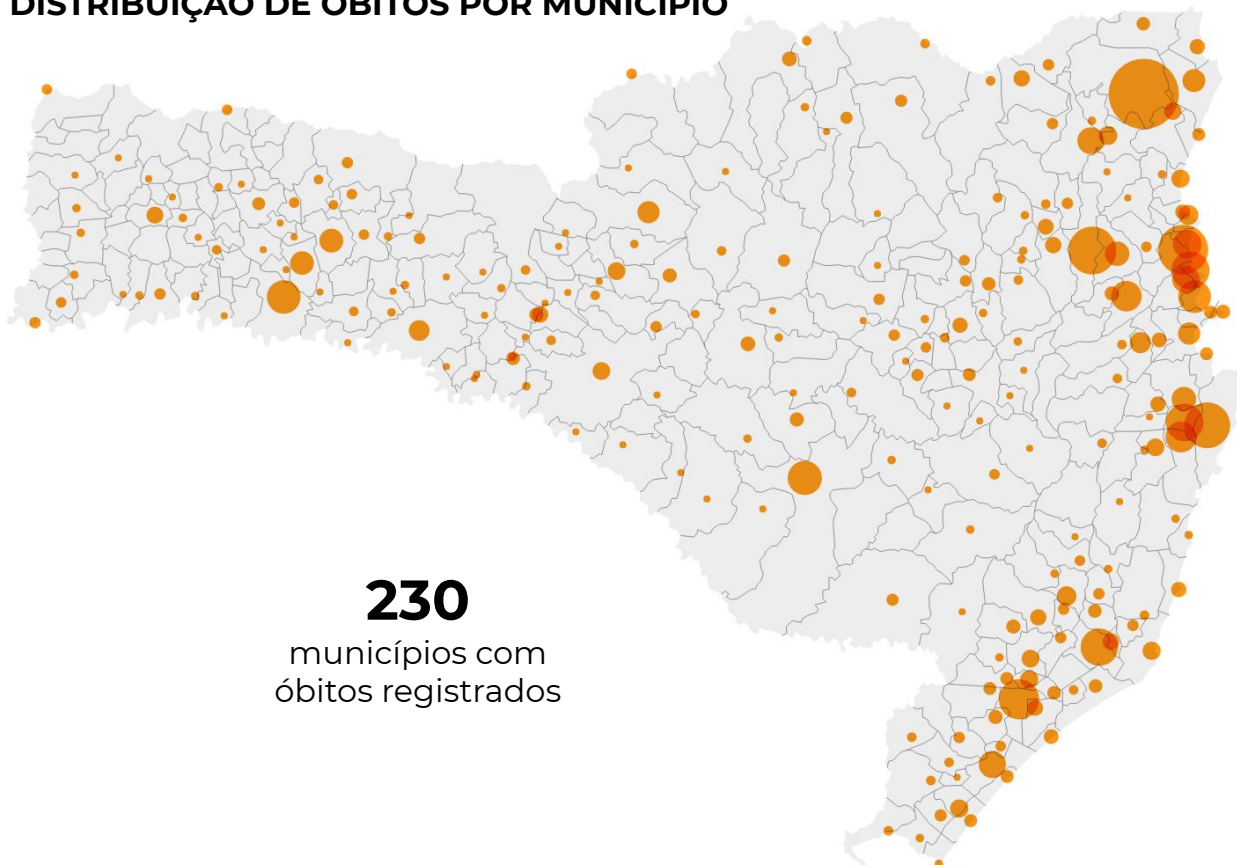 DISTRIBUIÇÃO DE ÓBITOS POR MUNICÍPIO
230
municípios com
óbitos registrados